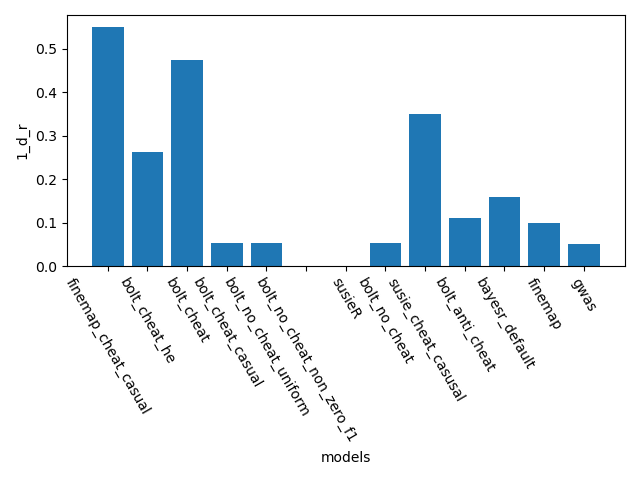 0.5
0.4
0.3
0.2
0.1
0.0
1_d_r
finemap_cheat_casual
bolt_cheat_he
bolt_cheat
bolt_cheat_casual
bolt_no_cheat_uniform
bolt_no_cheat_non_zero_f1
susieR
bolt_no_cheat
susie_cheat_casusal
bolt_anti_cheat
bayesr_default
finemap
gwas
models